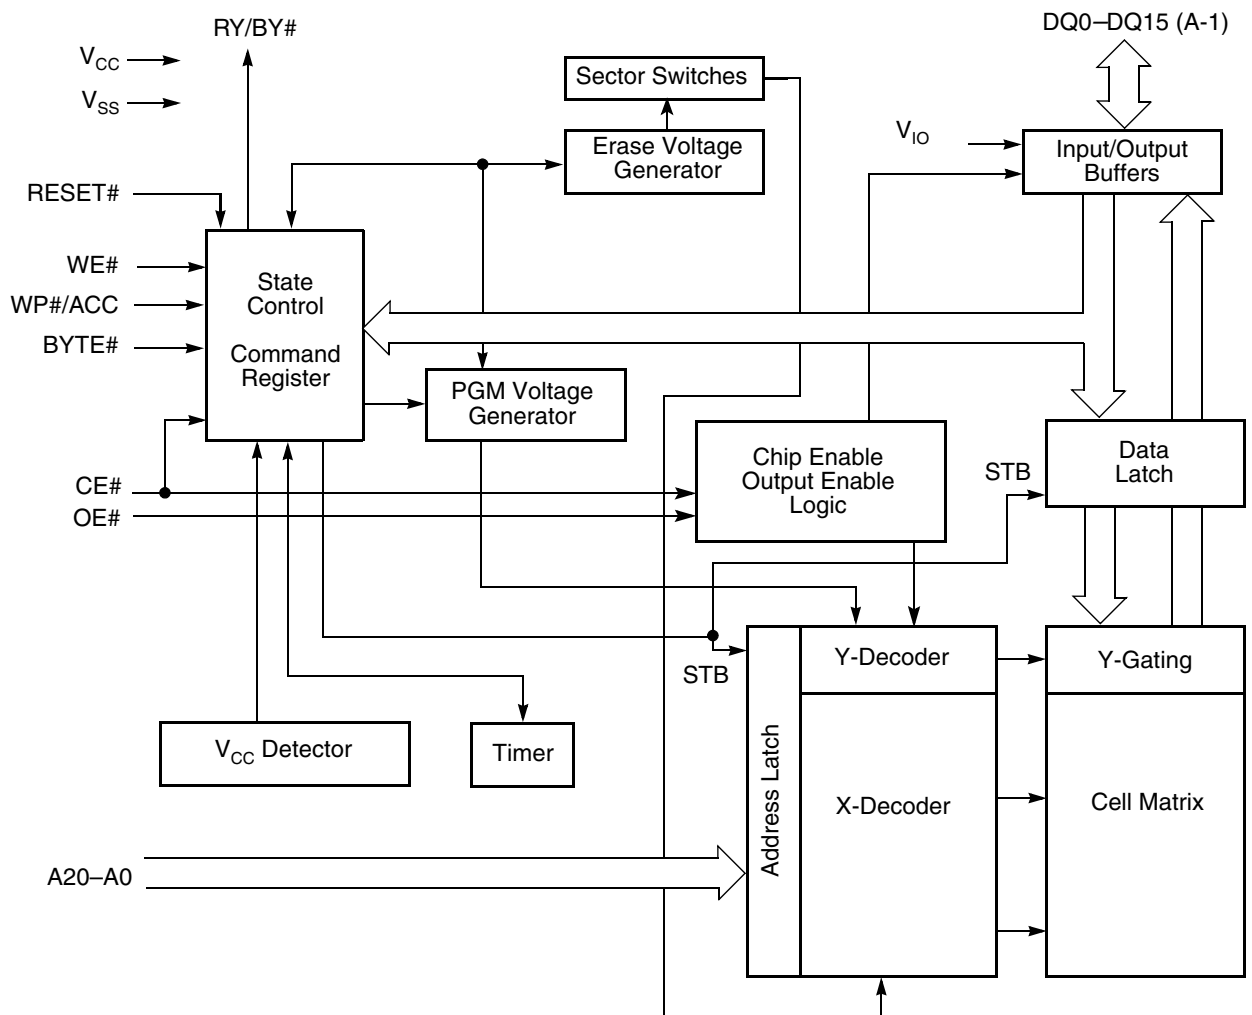 RY/BY#
DQ0–DQ15 (A-1)
VCC
VSS
Sector Switches
Erase Voltage
Generator
VIO
Input/Output
Buffers
RESET#
WE#
WP#/ACC
BYTE#
State
Control
Command
Register
PGM Voltage
Generator
CE#
OE#
Chip Enable
Output Enable
Logic
STB
Data
Latch
STB
Y-Decoder
Y-Gating
VCC Detector
Timer
Address Latch
X-Decoder
Cell Matrix
A20–A0